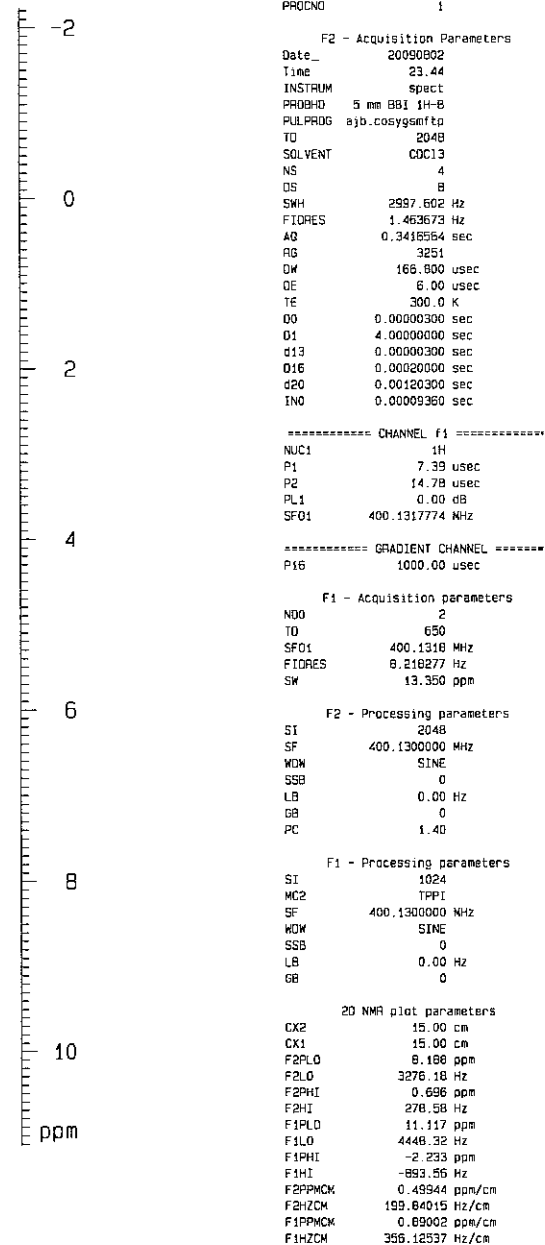 PROCNO 1
F2 - Acquisition Parameters
Date_ 20090802
Time 23.44
INSTRUM spect
PROBHD 5 mm BBI 1H-B
PULPROG ajb.cosygsmftp
TD 2048
SOLVENT CDCl3
NS 4
DS 8
SWH 2997.602 Hz
FIDRES 1.463673 Hz
AQ 0.3416564 sec
RG 3251
DW 166.800 usec
DE 6.00 usec
TE 300.0 K
D0 0.00000300 sec
D1 4.00000000 sec
d13 0.00000300 sec
D16 0.00020000 sec
d20 0.00120300 sec
IN0 0.00009360 sec
============ CHANNEL f1 ============
NUC1 1H
P1 7.39 usec
P2 14.78 usec
PL1 0.00 dB
SFO1 400.1317774 MHz
=========== GRADIENT CHANNEL =======
P16 1000.00 usec
F1 - Acquisition parameters
ND0 2
TD 650
SFO1 400.1318 MHz
FIDRES 8.218277 Hz
SW 13.350 ppm
F2 - Processing parameters
SI 2048
SF 400.1300000 MHz
WDW SINE
SSB 0
LB 0.00 Hz
GB 0
PC 1.40
F1 - Processing parameters
SI 1024
MC2 TPPI
SF 400.1300000 MHz
WDW SINE
SSB 0
LB 0.00 Hz
GB 0
2D NMR plot parameters
CX2 15.00 cm
CX1 15.00 cm
F2PLO 8.188 ppm
F2LO 3276.18 Hz
F2PHI 0.696 ppm
F2HI 278.58 Hz
F1PLO 11.117 ppm
F1LO 4448.32 Hz
F1PHI -2.233 ppm
F1HI -893.56 Hz
F2PPMCM 0.49944 ppm/cm
F2HZCM 199.84015 Hz/cm
F1PPMCM 0.89002 ppm/cm
F1HZCM 356.12537 Hz/cm
-2
0
2
4
6
8
10
ppm